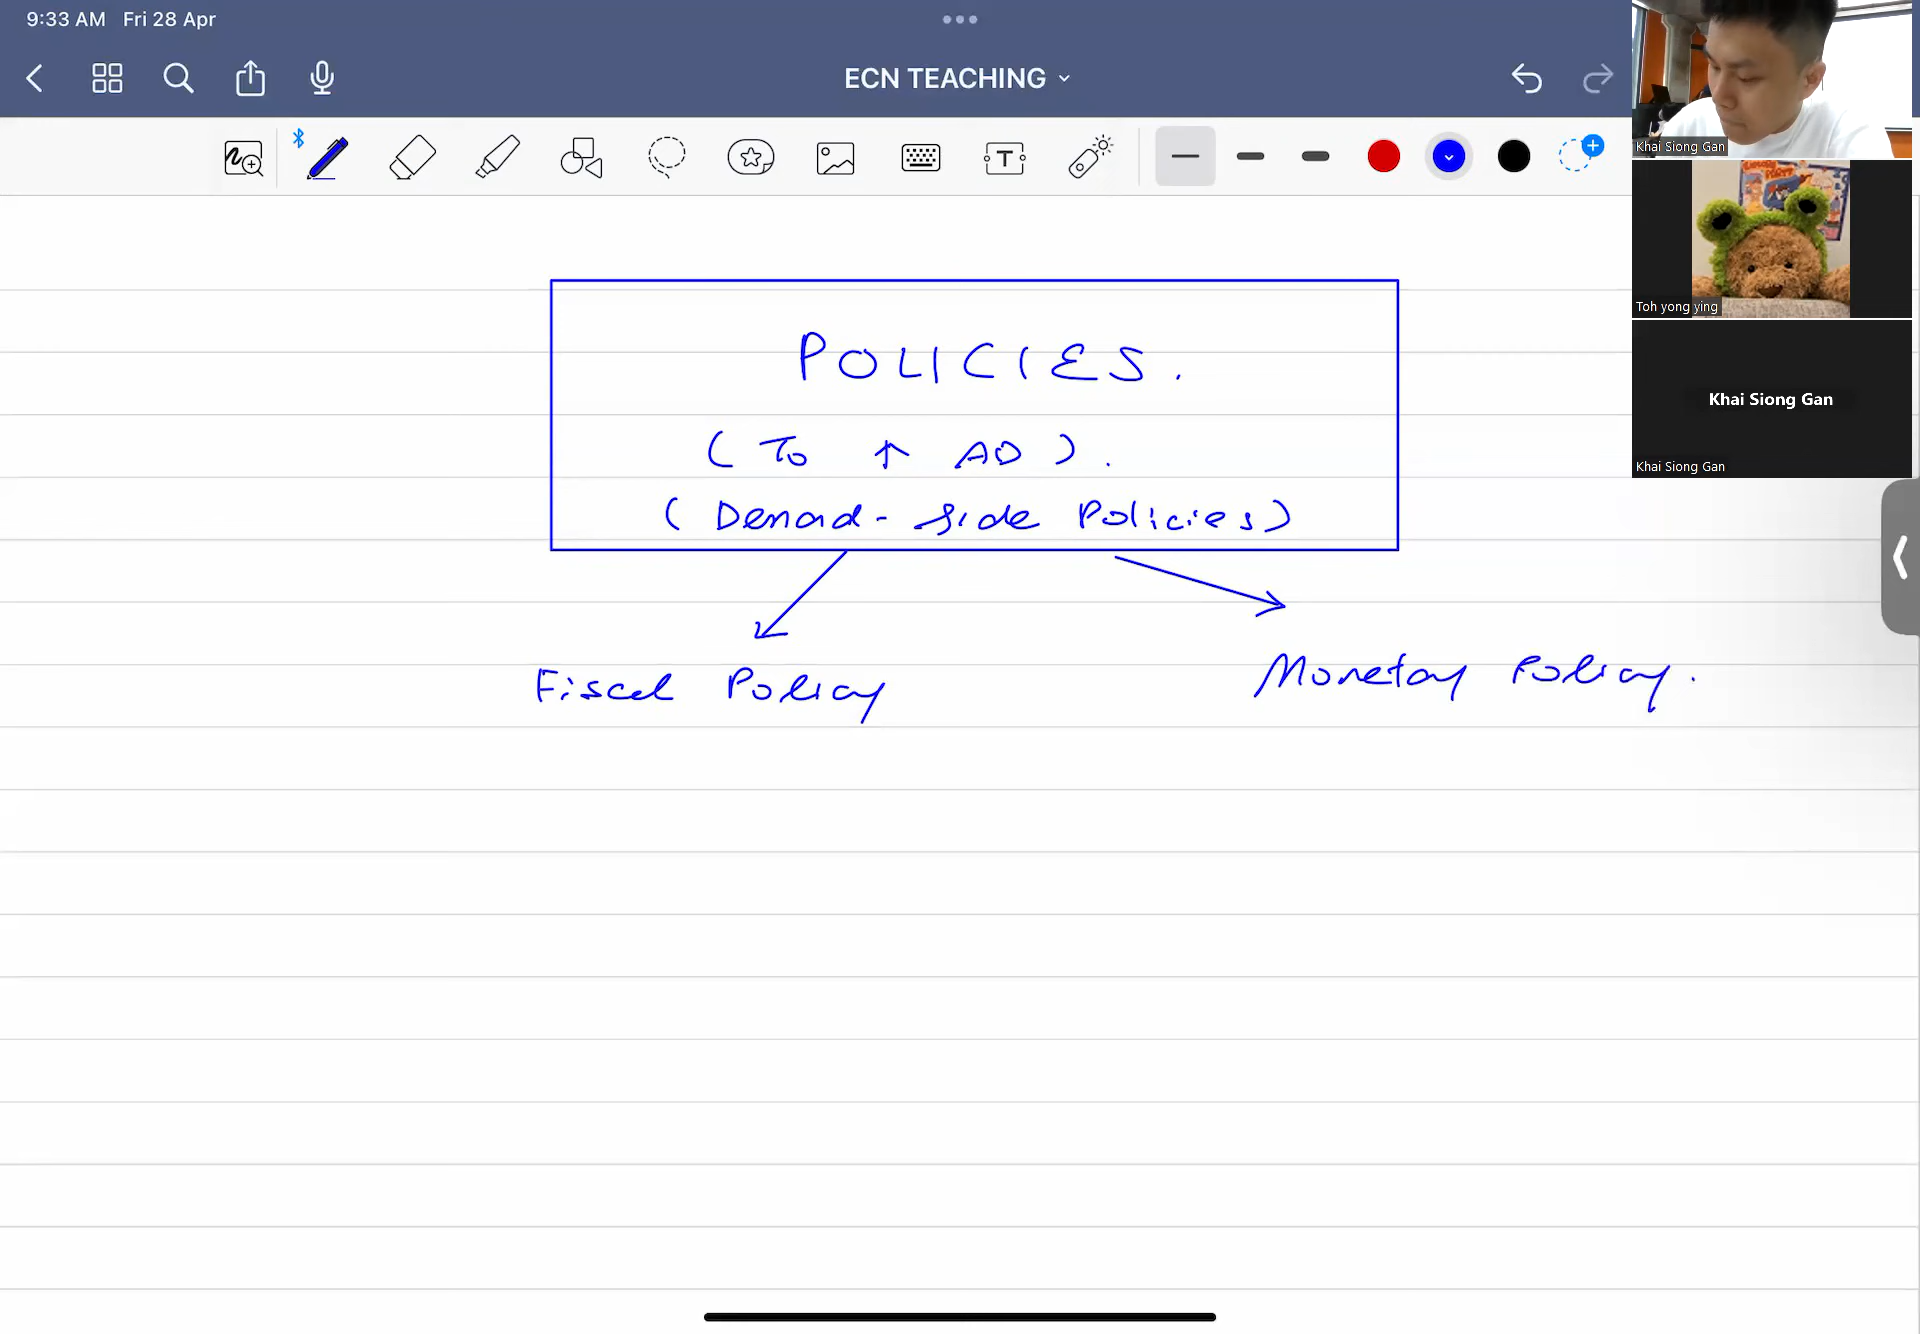 9:33 AM Fri 28 Apr
ECN TEACHING
T
Khai Siong Gan
Toh yong ying
Khai Siong Gan
Khai Siong Gan
POLICIES.
(To ↑ AD).
(Demand-side Policies)
Fiscal Policy
Monetary Policy.